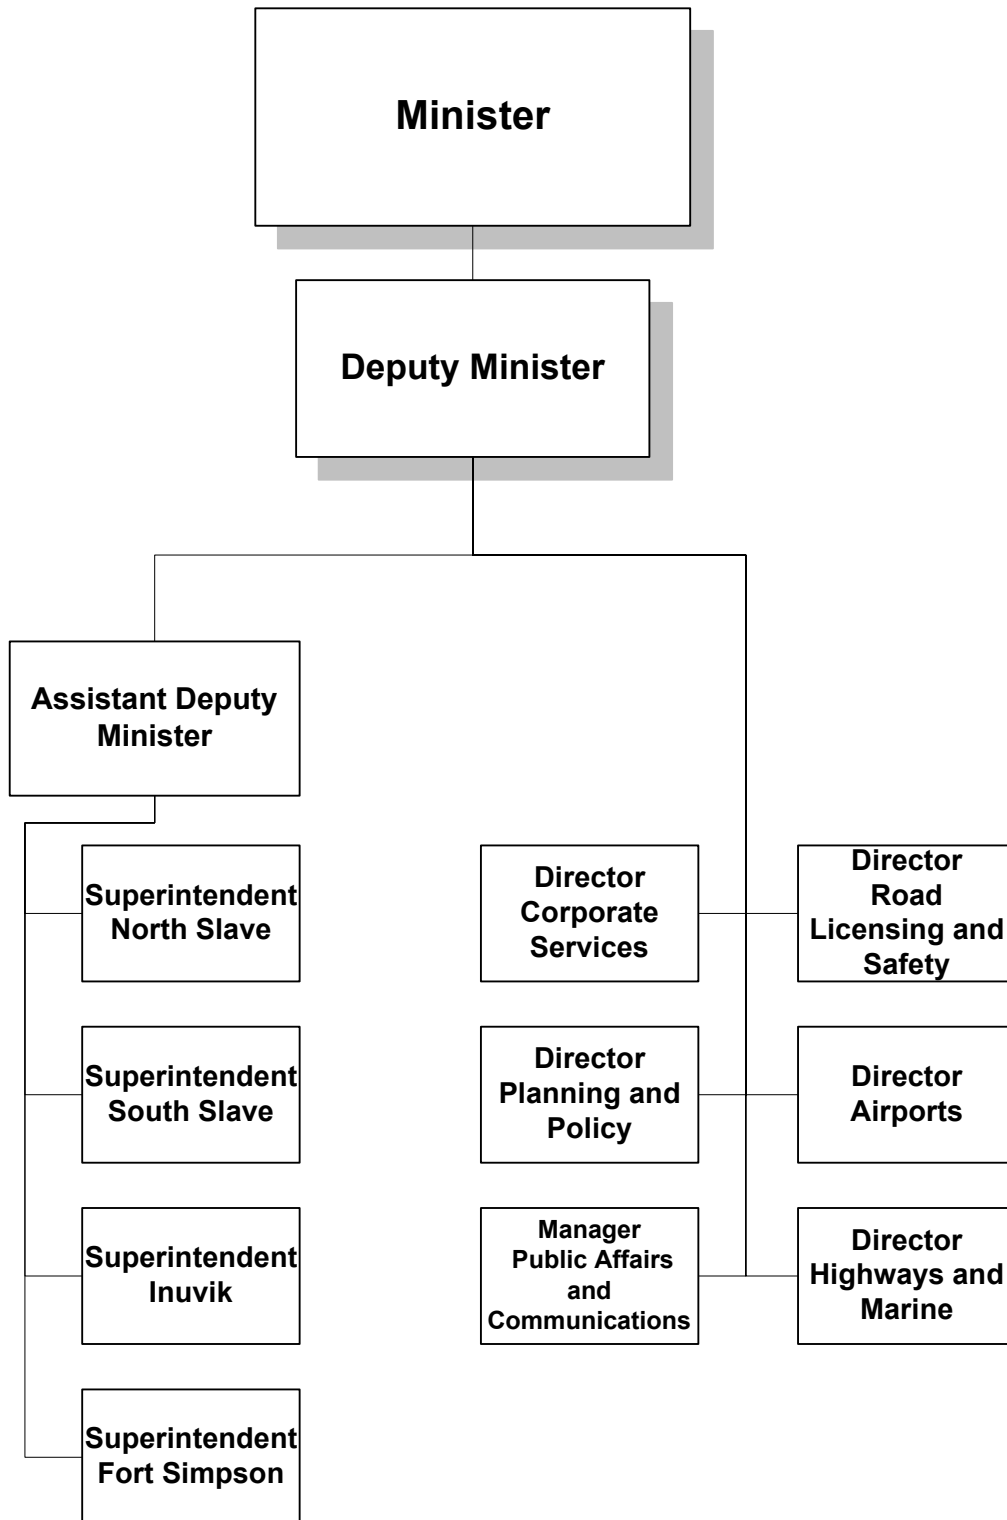 Minister
Deputy Minister
Assistant Deputy
Minister
Superintendent
North Slave
Superintendent
South Slave
Superintendent
Inuvik
Superintendent
Fort Simpson
Director
Corporate
Services
Director
Planning and
Policy
Manager
Public Affairs
and
Communications
Director
Road
Licensing and
Safety
Director
Airports
Director
Highways and
Marine